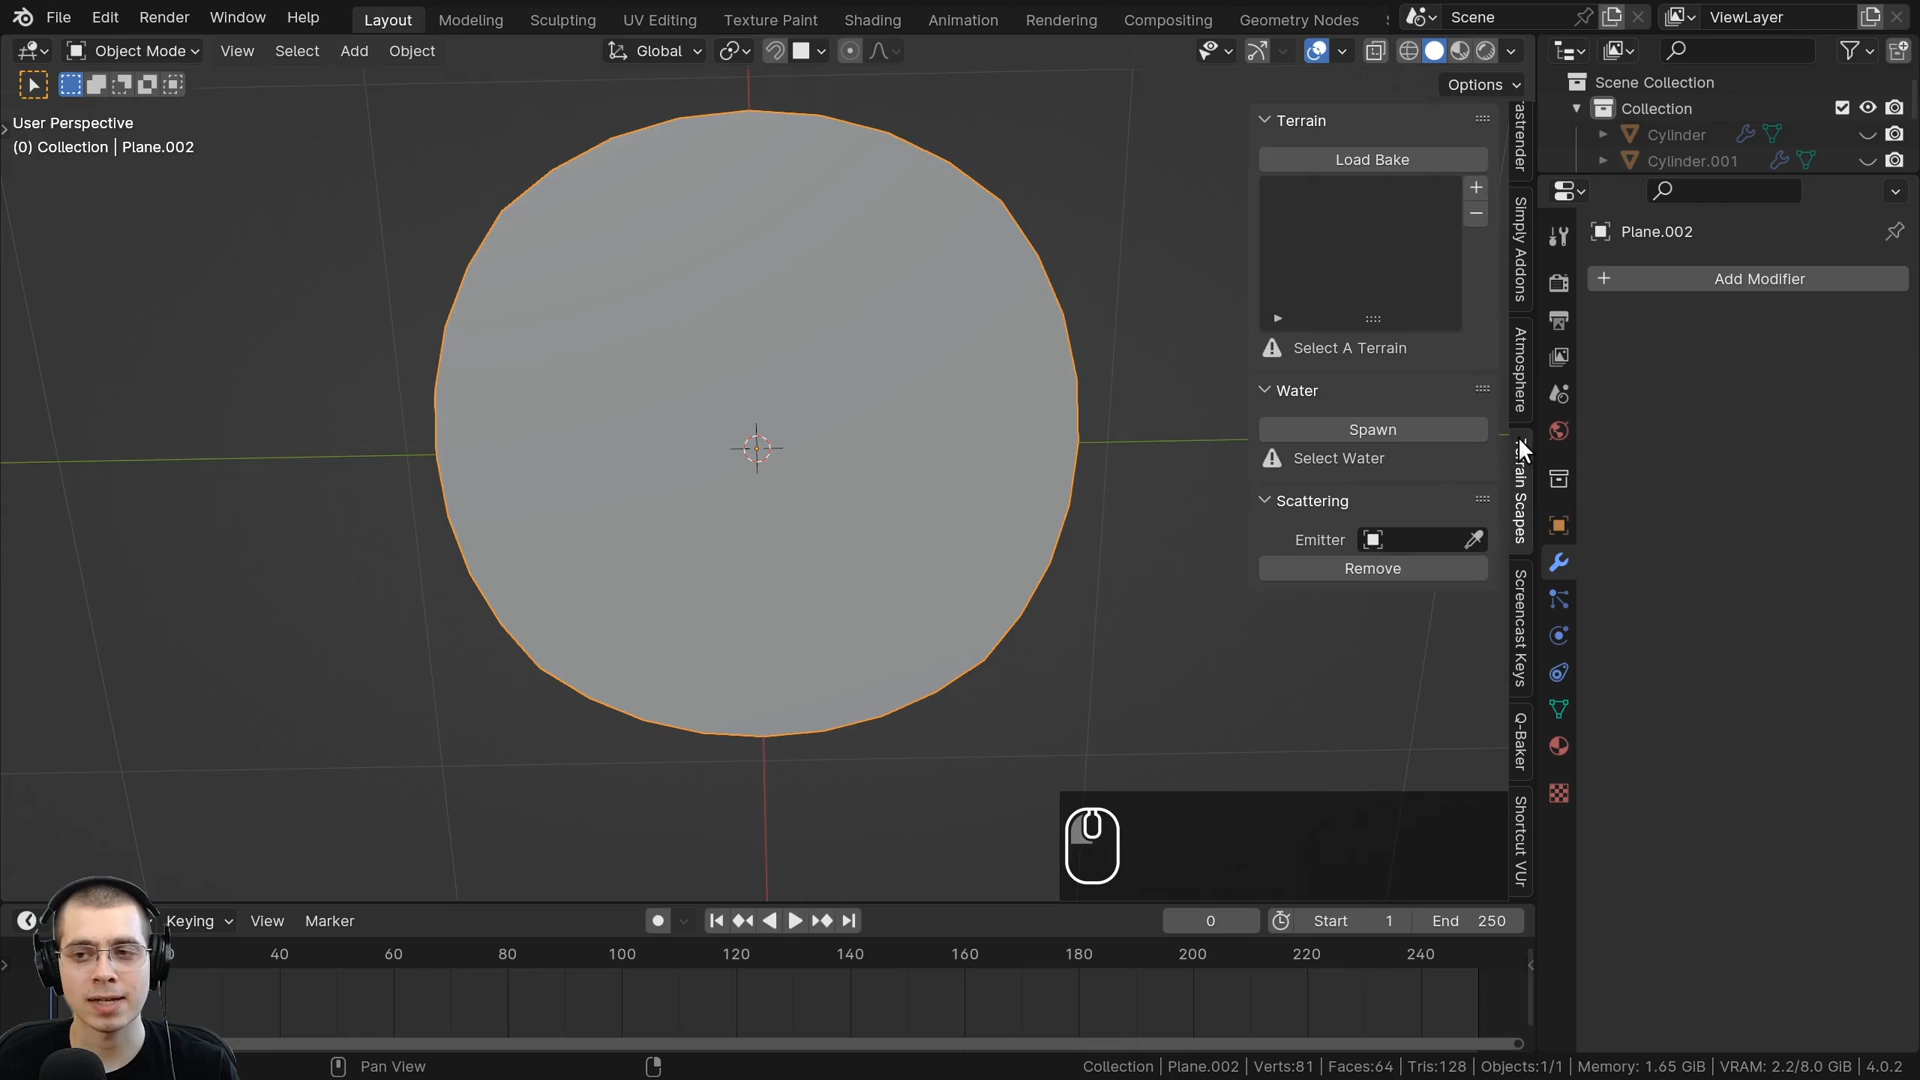 File Edit Render Window Help Layout Modeling Sculpting UV Editing Texture Paint Shading Animation Rendering Compositing Geometry Nodes Scene ViewLayer
Object Mode View Select Add Object Global
Options
User Perspective
(0) Collection | Plane.002
Terrain
Load Bake
Select A Terrain
Water
Spawn
Select Water
Scattering
Emitter
Remove
Simply Addons
Atmosphere
Screencast Keys
Q-Baker
Shortcut VUr
Scene Collection
Collection
Cylinder
Cylinder.001
Plane.002
Add Modifier
Keying View Marker 0 Start 1 End 250
40 60 80 100 120 140 160 180 200 220 240
Pan View
Collection | Plane.002 | Verts:81 | Faces:64 | Tris:128 | Objects:1/1 | Memory: 1.65 GiB | VRAM: 2.2/8.0 GiB | 4.0.2